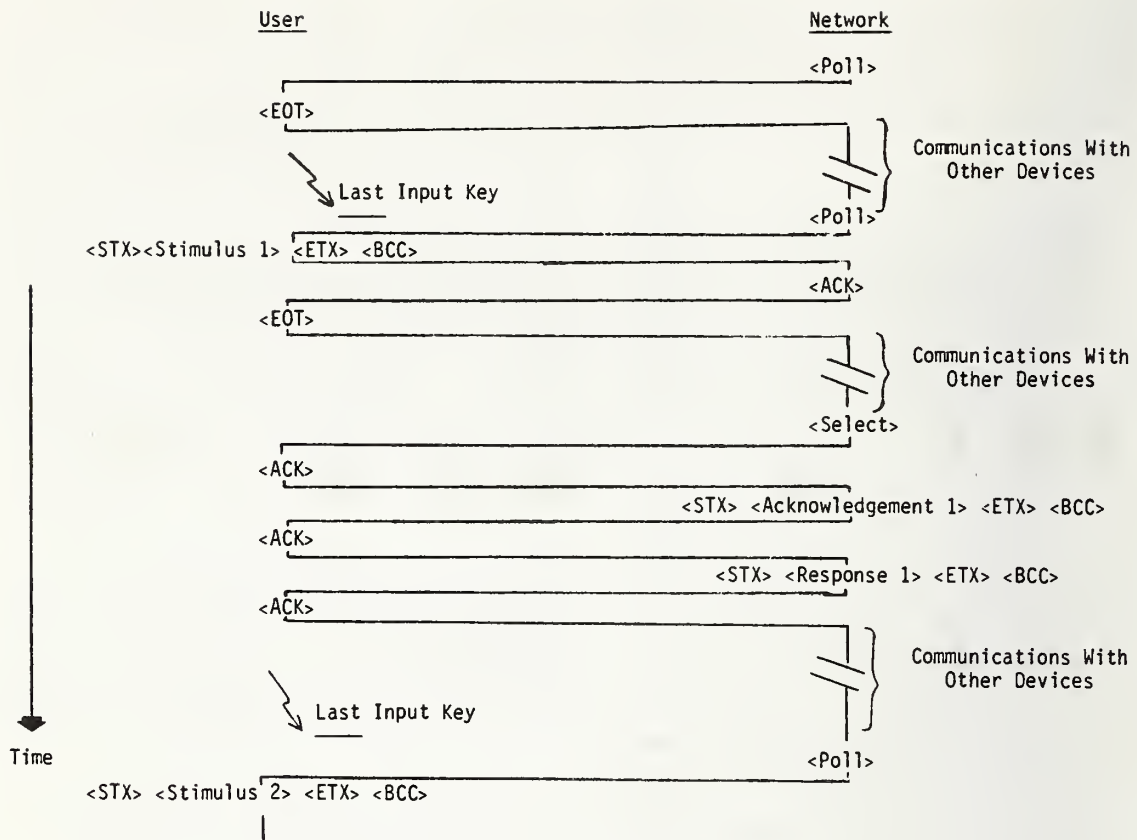 User Network
<Poll>
<EOT>
Communications With
Other Devices
Last Input Key
<Poll>
<STX><Stimulus 1> <ETX> <BCC>
<ACK>
<EOT>
Communications With
Other Devices
<Select>
<ACK>
<STX> <Acknowledgement 1> <ETX> <BCC>
<ACK>
<STX> <Response 1> <ETX> <BCC>
<ACK>
Communications With
Other Devices
Last Input Key
Time
<Poll>
<STX> <Stimulus 2> <ETX> <BCC>